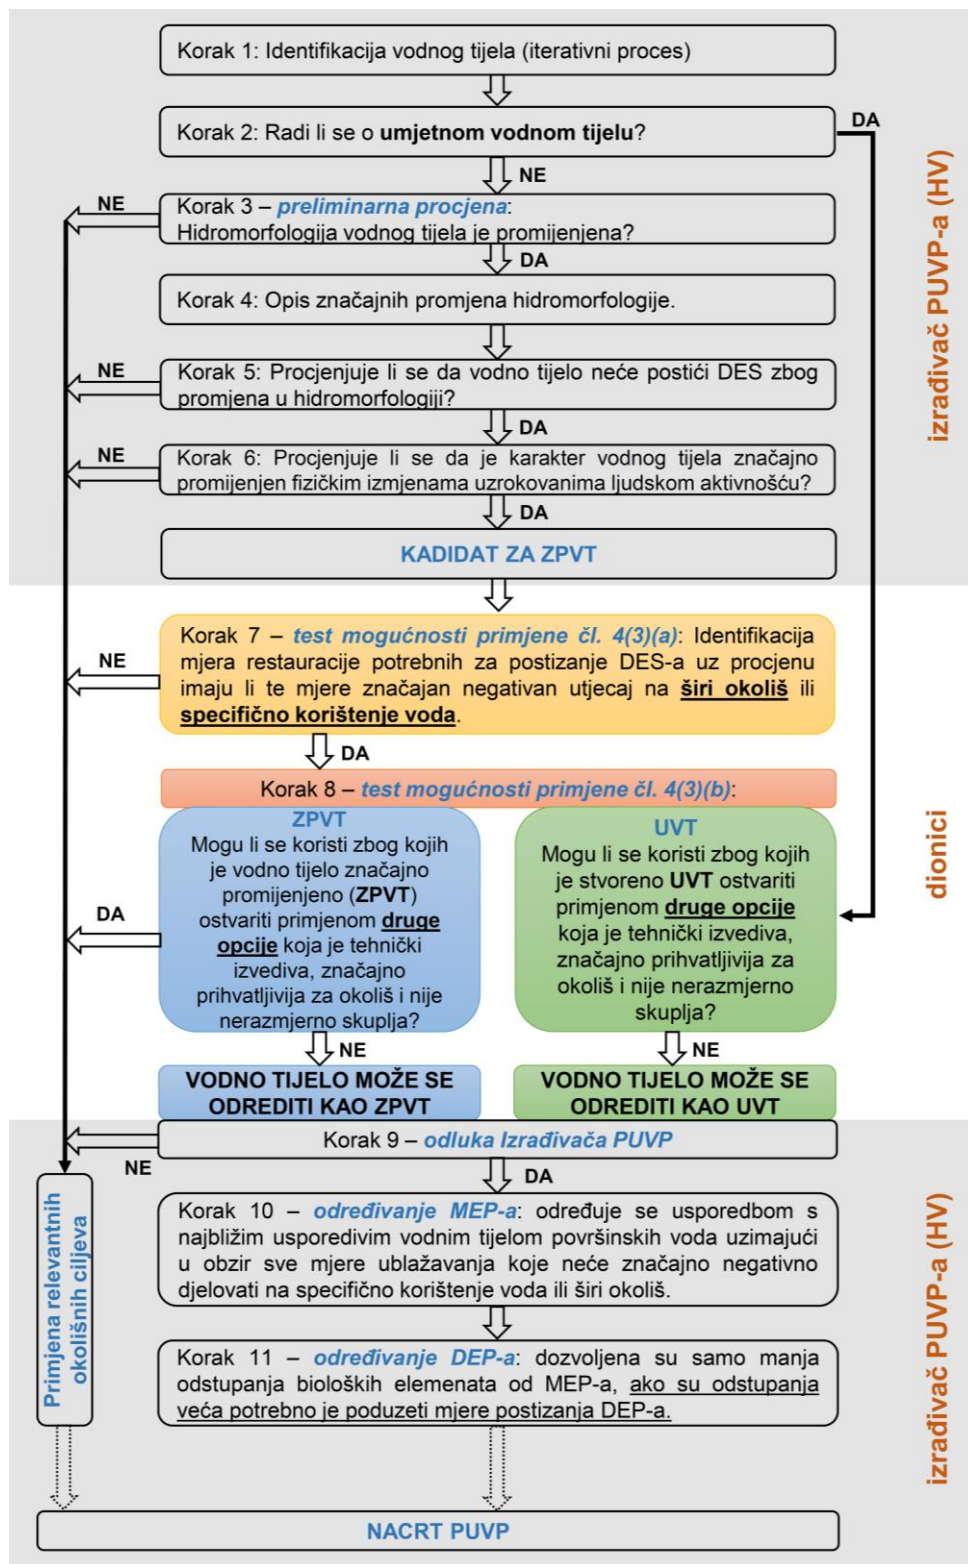 Korak 1: Identifikacija vodnog tijela (iterativni proces)
Korak 2: Radi li se o umjetnom vodnom tijelu?
DA
NE
NE
Korak 3 – preliminarna procjena:
Hidromorfologija vodnog tijela je promijenjena?
DA
Korak 4: Opis značajnih promjena hidromorfologije.
izrađivač PUVP-a (HV)
NE
Korak 5: Procjenjuje li se da vodno tijelo neće postići DES zbog
promjena u hidromorfologiji?
DA
NE
Korak 6: Procjenjuje li se da je karakter vodnog tijela značajno
promijenjen fizičkim izmjenama uzrokovanima ljudskom aktivnošću?
DA
KADIDAT ZA ZPVT
NE
Korak 7 – test mogućnosti primjene čl. 4(3)(a): Identifikacija
mjera restauracije potrebnih za postizanje DES-a uz procjenu
imaju li te mjere značajan negativan utjecaj na širi okoliš ili
specifično korištenje voda.
DA
Korak 8 – test mogućnosti primjene čl. 4(3)(b):
ZPVT
Mogu li se koristi zbog kojih
je vodno tijelo značajno
promijenjeno (ZPVT)
ostvariti primjenom druge
opcije koja je tehnički
izvediva, značajno
prihvatljivija za okoliš i nije
nerazmjerno skuplja?
DA
UVT
Mogu li se koristi zbog kojih
je stvoreno UVT ostvariti
primjenom druge opcije
koja je tehnički izvediva,
značajno prihvatljivija za
okoliš i nije nerazmjerno
skuplja?
dionici
NE
NE
VODNO TIJELO MOŽE SE
ODREDITI KAO ZPVT
VODNO TIJELO MOŽE SE
ODREDITI KAO UVT
Korak 9 – odluka Izrađivača PUVP
NE
DA
Primjena relevantnih
okolišnih ciljeva
Korak 10 – određivanje MEP-a: određuje se usporedbom s
najbližim usporedivim vodnim tijelom površinskih voda uzimajući
u obzir sve mjere ublažavanja koje neće značajno negativno
djelovati na specifično korištenje voda ili širi okoliš.
Korak 11 – određivanje DEP-a: dozvoljena su samo manja
odstupanja bioloških elemenata od MEP-a, ako su odstupanja
veća potrebno je poduzeti mjere postizanja DEP-a.
izrađivač PUVP-a (HV)
NACRT PUVP